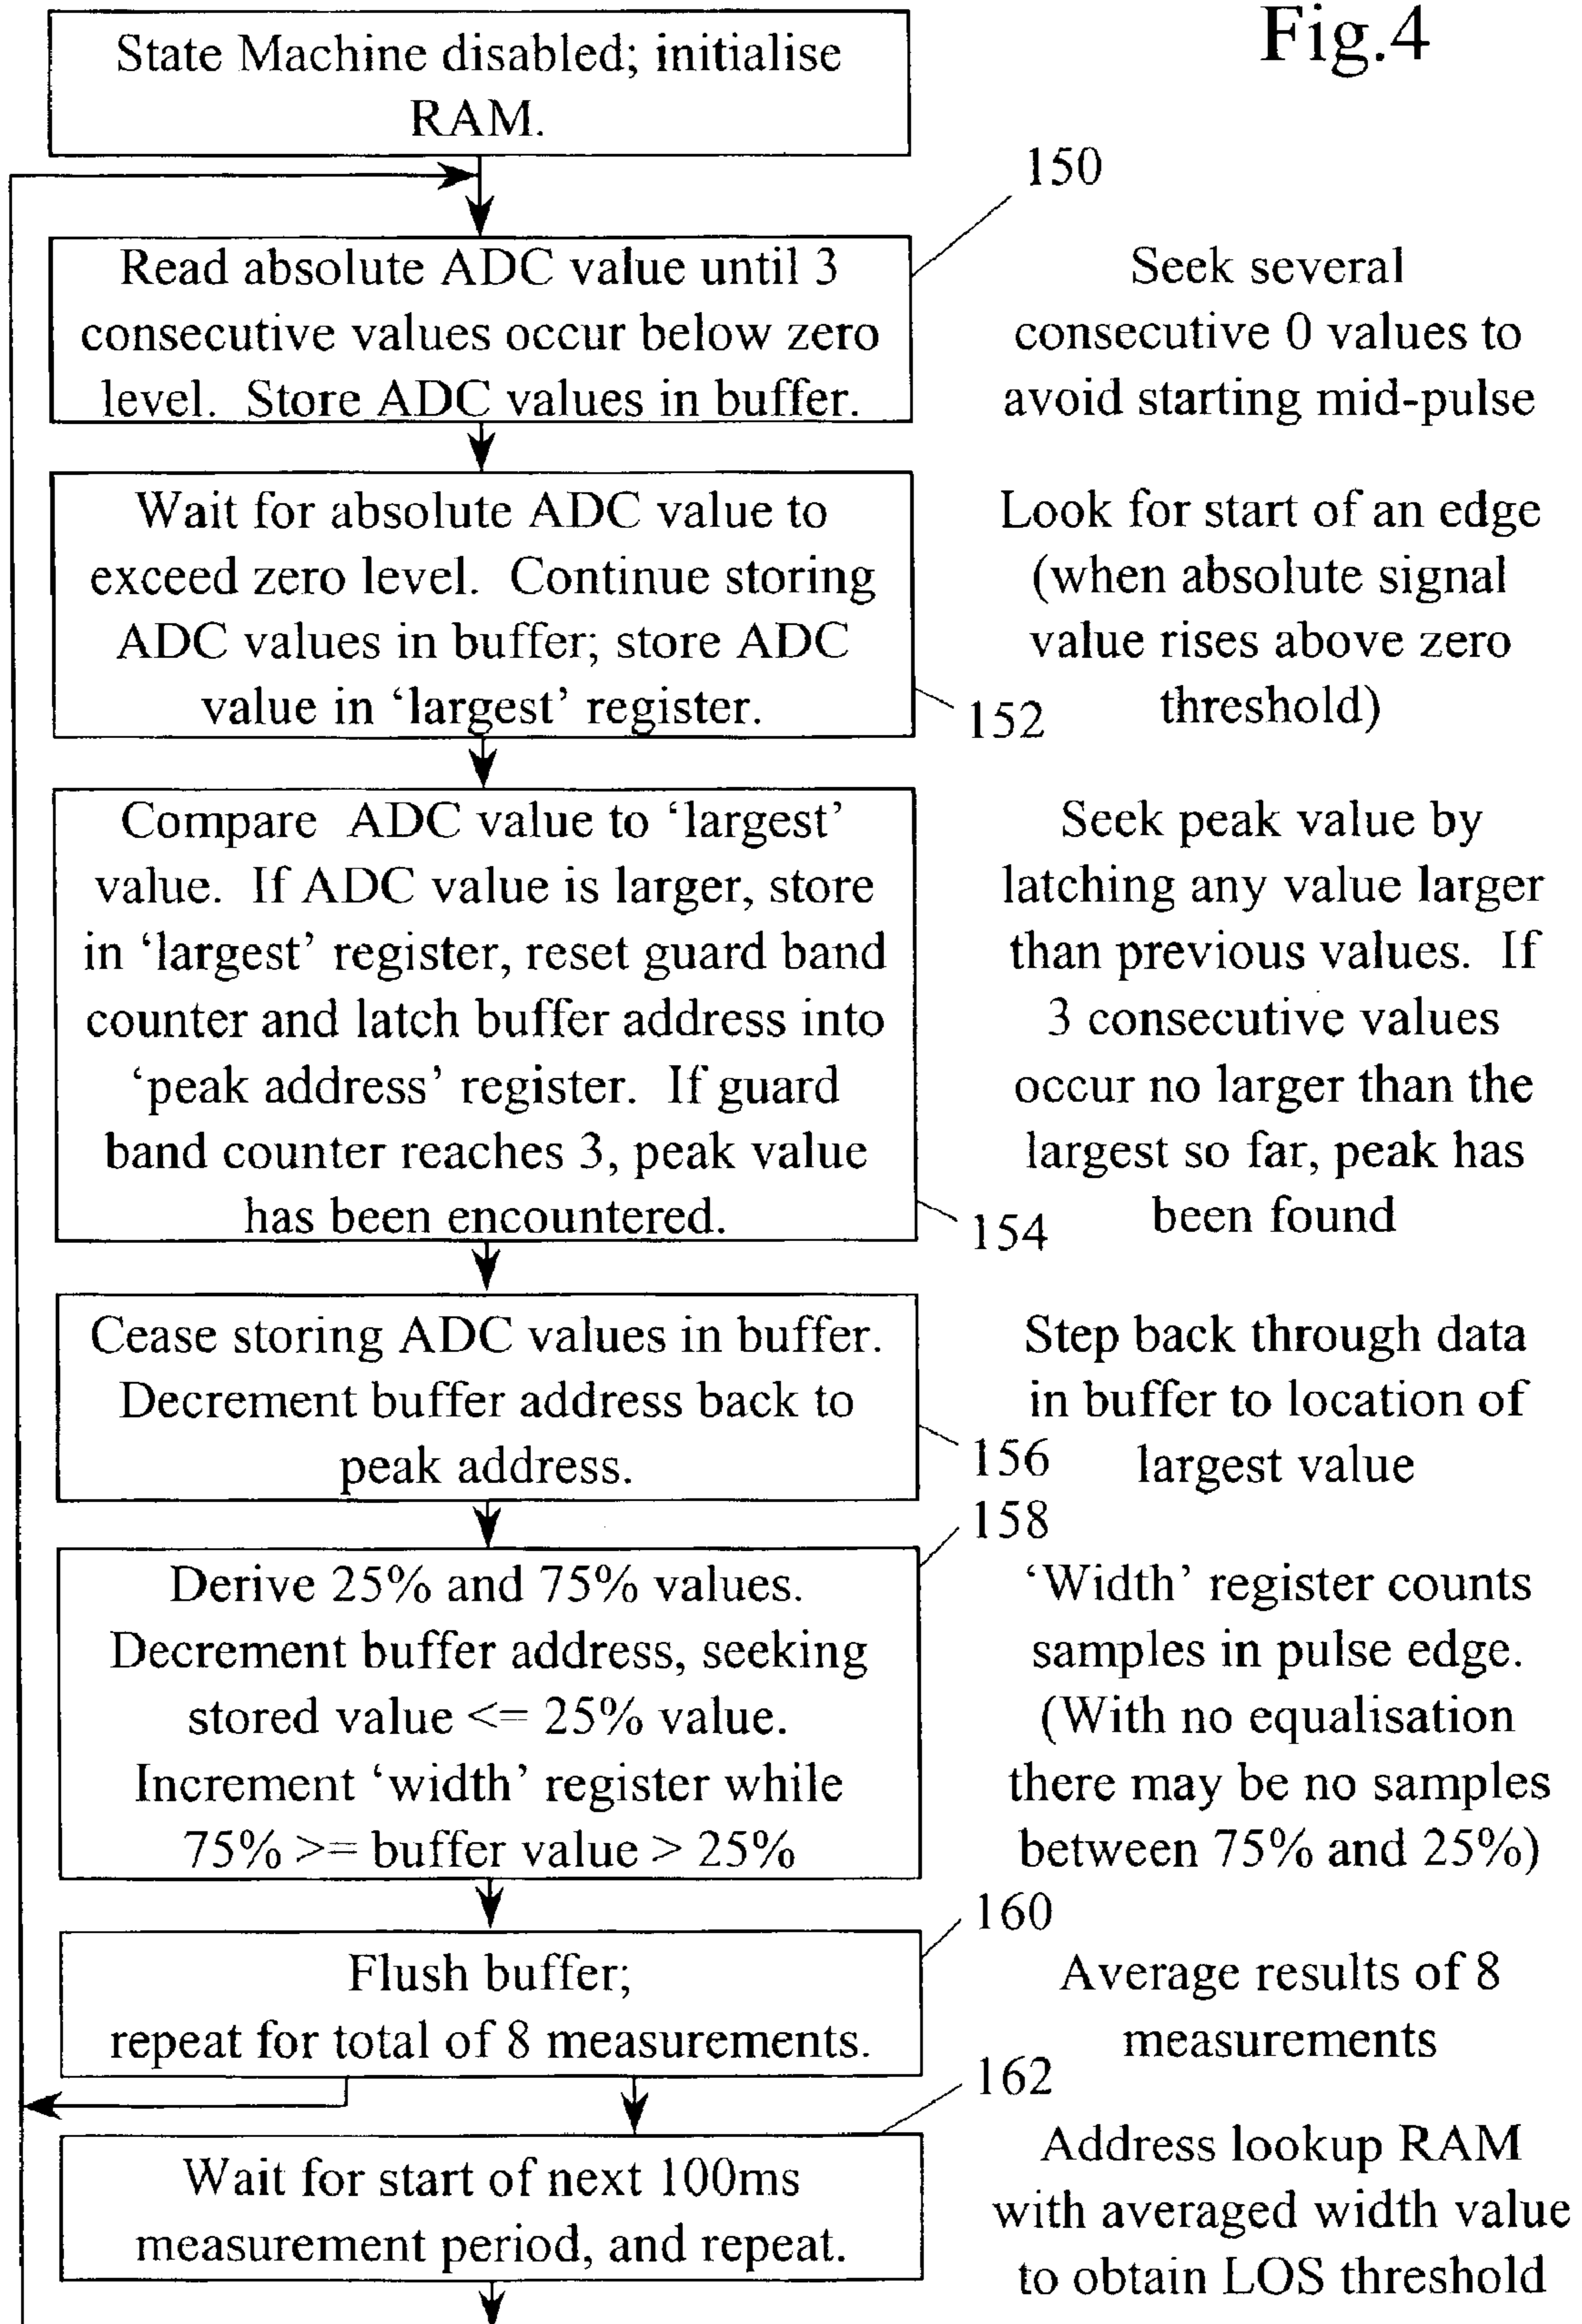 Fig.4
State Machine disabled; initialise
RAM.
150
Read absolute ADC value until 3
consecutive values occur below zero
level. Store ADC values in buffer.
Seek several
consecutive 0 values to
avoid starting mid-pulse
Wait for absolute ADC value to
exceed zero level. Continue storing
ADC values in buffer; store ADC
value in ‘largest’ register.
152
Look for start of an edge
(when absolute signal
value rises above zero
threshold)
Compare ADC value to ‘largest’
value. If ADC value is larger, store
in ‘largest’ register, reset guard band
counter and latch buffer address into
‘peak address’ register. If guard
band counter reaches 3, peak value
has been encountered.
154
Seek peak value by
latching any value larger
than previous values. If
3 consecutive values
occur no larger than the
largest so far, peak has
been found
Cease storing ADC values in buffer.
Decrement buffer address back to
peak address.
156
Step back through data
in buffer to location of
largest value
158
Derive 25% and 75% values.
Decrement buffer address, seeking
stored value <= 25% value.
Increment ‘width’ register while
75% >= buffer value > 25%
‘Width’ register counts
samples in pulse edge.
(With no equalisation
there may be no samples
between 75% and 25%)
160
Flush buffer;
repeat for total of 8 measurements.
Average results of 8
measurements
162
Wait for start of next 100ms
measurement period, and repeat.
Address lookup RAM
with averaged width value
to obtain LOS threshold